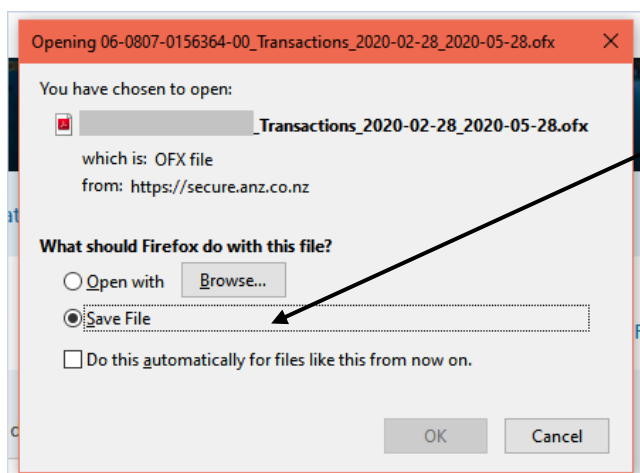 Opening 06-0807-0156364-00_Transactions_2020-02-28_2020-05-28.ofx
You have chosen to open:
_Transactions_2020-02-28_2020-05-28.ofx
which is: OFX file
from: https://secure.anz.co.nz
at
What should Firefox do with this file?
Open with Browse...
Save File
Do this automatically for files like this from now on.
OK Cancel